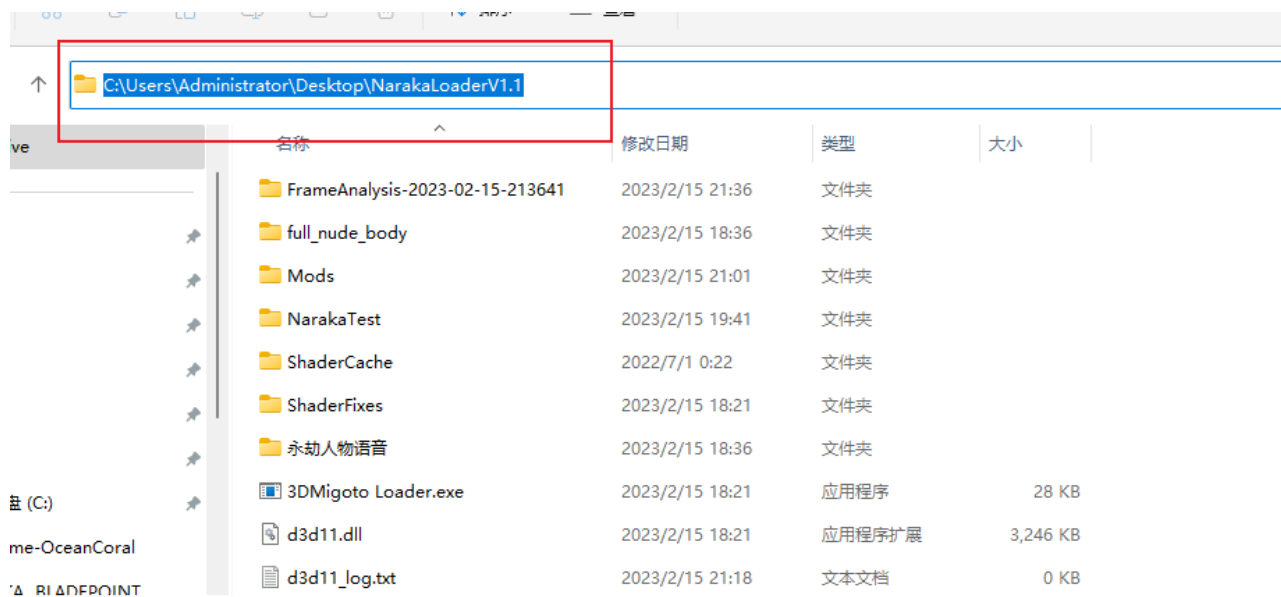 C:\Users\Administrator\Desktop\NarakaLoaderV1.1
ive
名称 修改日期 类型 大小
FrameAnalysis-2023-02-15-213641 2023/2/15 21:36 文件夹
full_nude_body 2023/2/15 18:36 文件夹
Mods 2023/2/15 21:01 文件夹
NarakaTest 2023/2/15 19:41 文件夹
ShaderCache 2022/7/1 0:22 文件夹
ShaderFixes 2023/2/15 18:21 文件夹
永劫人物语音 2023/2/15 18:36 文件夹
盘 (C:)
3DMigoto Loader.exe 2023/2/15 18:21 应用程序 28 KB
me-OceanCoral
d3d11.dll 2023/2/15 18:21 应用程序扩展 3,246 KB
TA_BLADEPOINT
d3d11_log.txt 2023/2/15 21:18 文本文档 0 KB